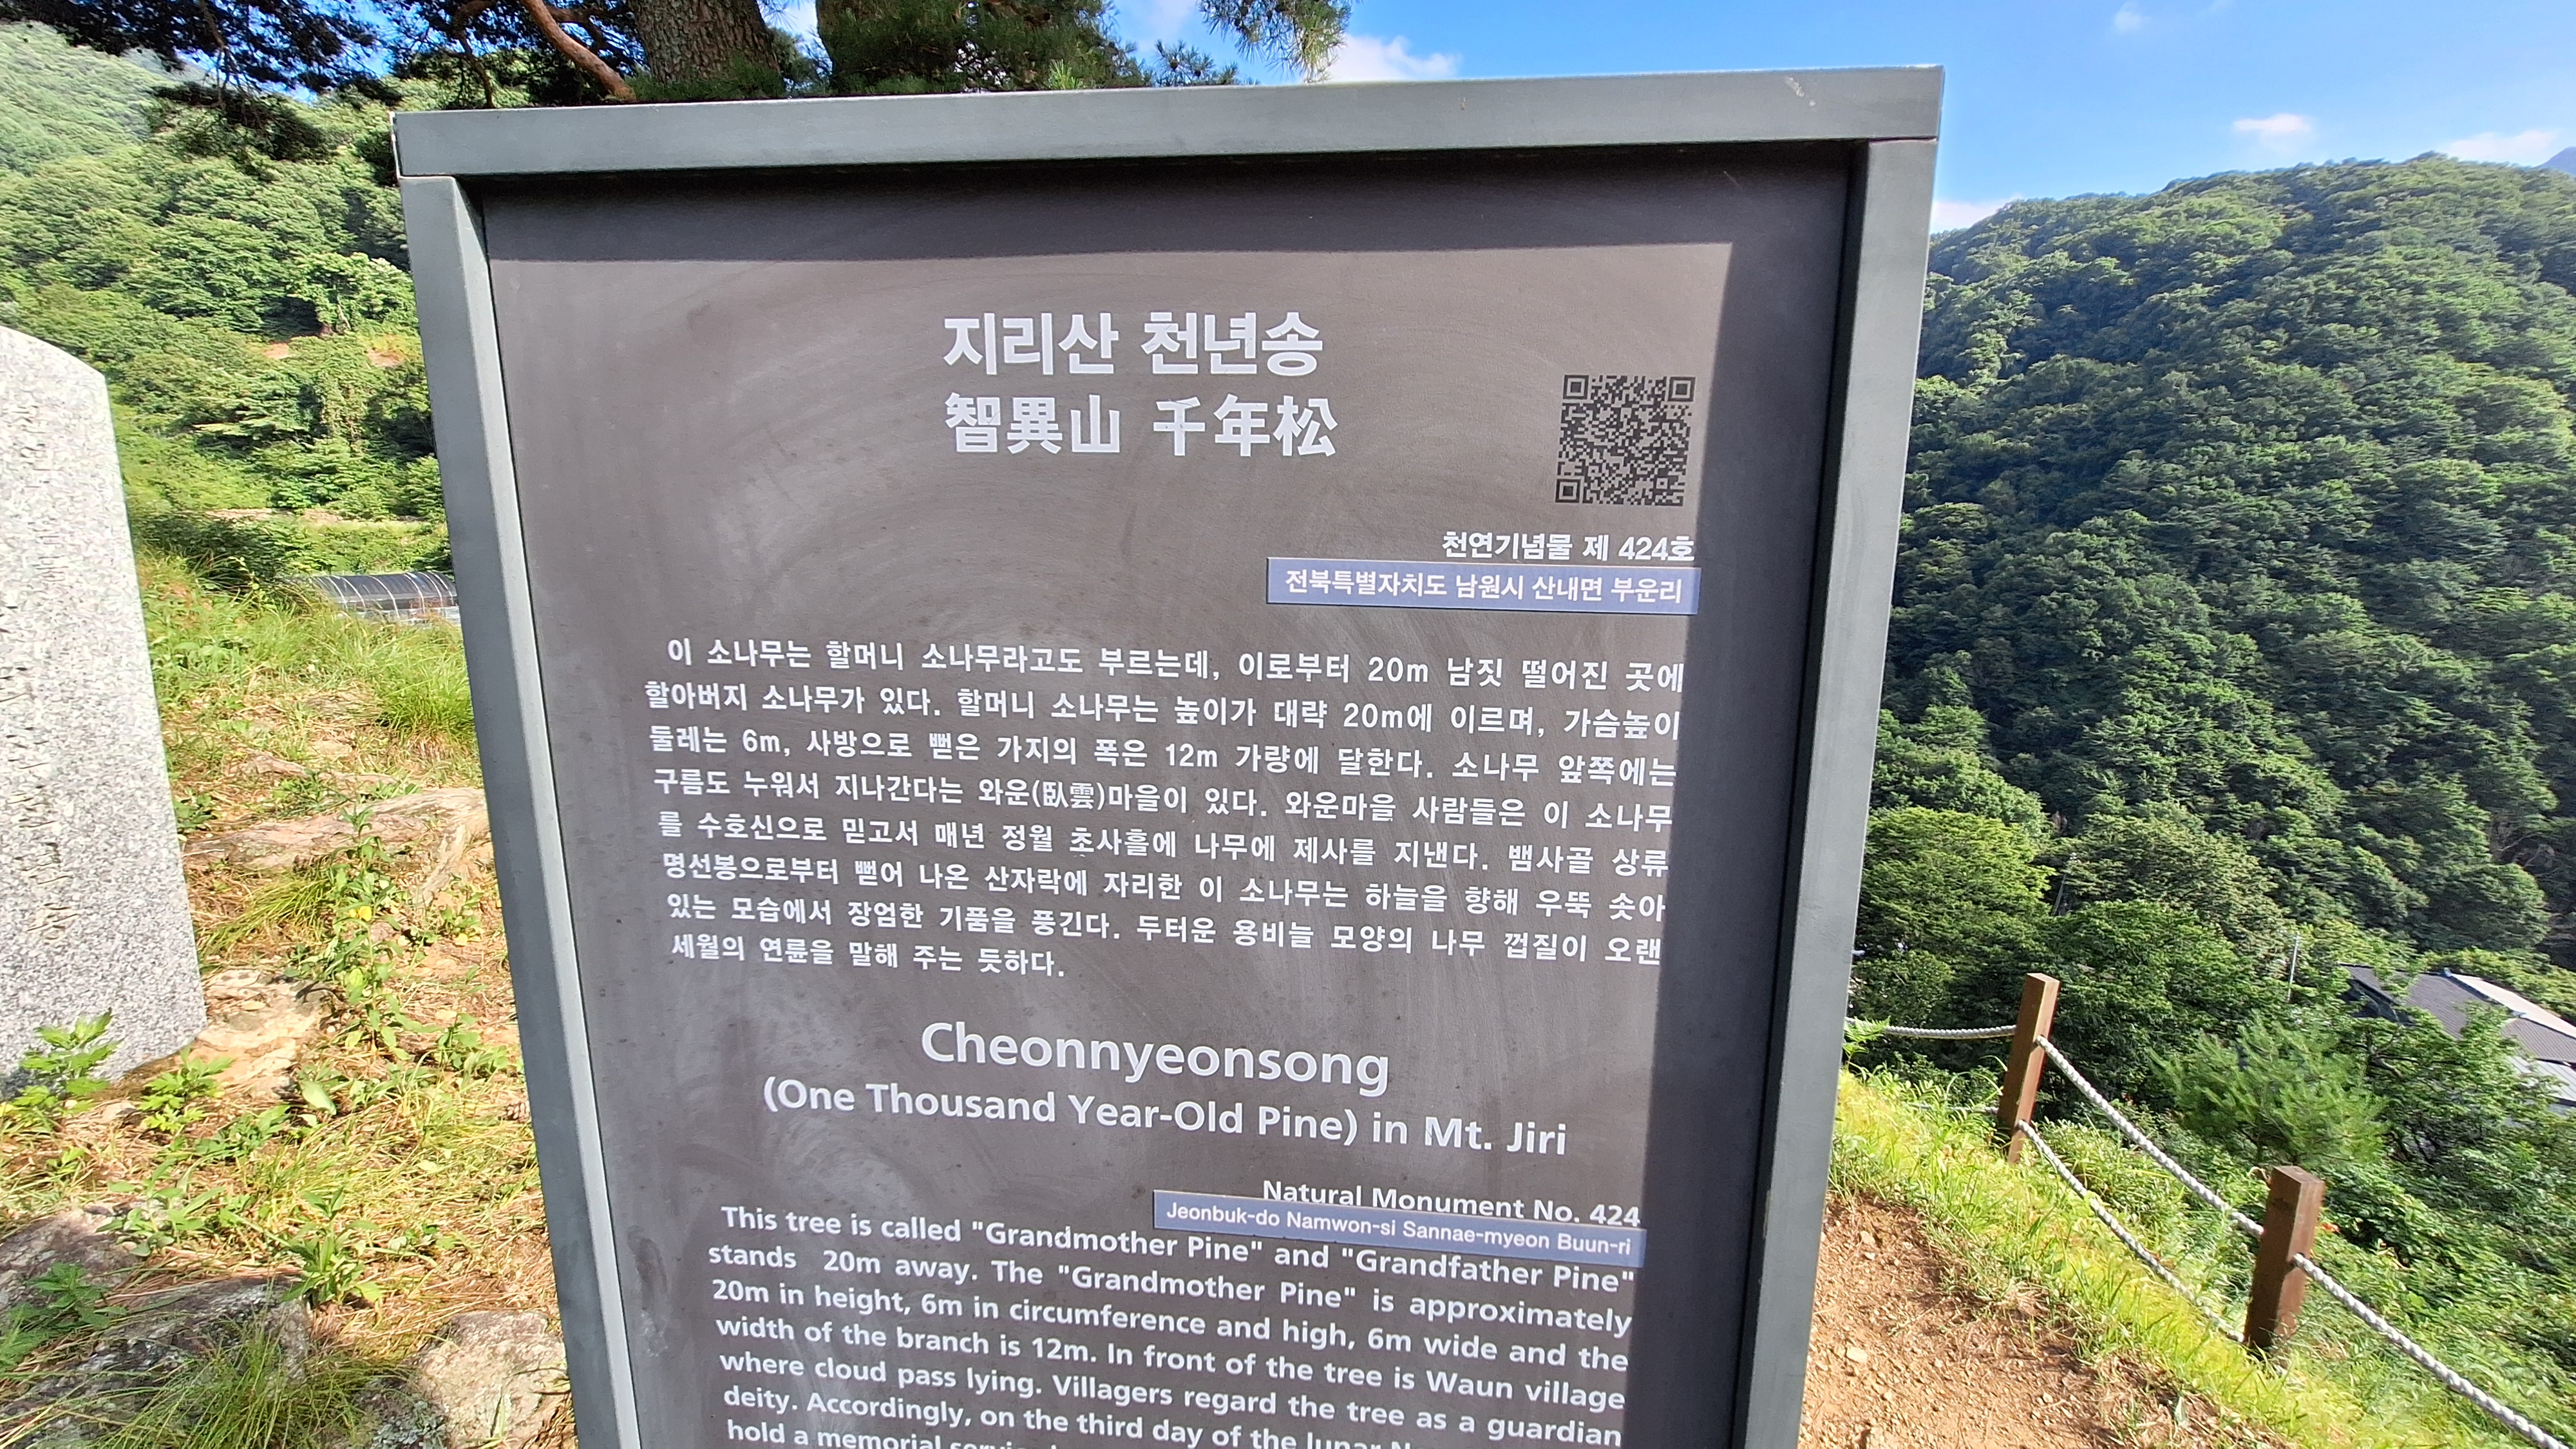 지리산 천년송
智異山 千年松
천연기념물 제 424호
전북특별자치도 남원시 산내면 부운리
이 소나무는 할머니 소나무라고도 부르는데, 이로부터 20m 남짓 떨어진 곳에
할아버지 소나무가 있다. 할머니 소나무는 높이가 대략 20m에 이르며, 가슴높이
둘레는 6m, 사방으로 뻗은 가지의 폭은 12m 가량에 달한다. 소나무 앞쪽에는
구름도 누워서 지나간다는 와운(臥雲)마을이 있다. 와운마을 사람들은 이 소나무
를 수호신으로 믿고서 매년 정월 초사흘에 나무에 제사를 지낸다. 뱀사골 상류
명선봉으로부터 뻗어 나온 산자락에 자리한 이 소나무는 하늘을 향해 우뚝 솟아
있는 모습에서 장엄한 기품을 풍긴다. 두터운 용비늘 모양의 나무 껍질이 오랜
세월의 연륜을 말해 주는 듯하다.
Cheonnyeonsong
(One Thousand Year-Old Pine) in Mt. Jiri
Natural Monument No. 424
Jeonbuk-do Namwon-si Sannae-myeon Buun-ri
This tree is called "Grandmother Pine" and "Grandfather Pine"
stands 20m away. The "Grandmother Pine" is approximately
20m in height, 6m in circumference and high, 6m wide and the
width of the branch is 12m. In front of the tree is Waun village
where cloud pass lying. Villagers regard the tree as a guardian
deity. Accordingly, on the third day of the lunar
hold a memorial